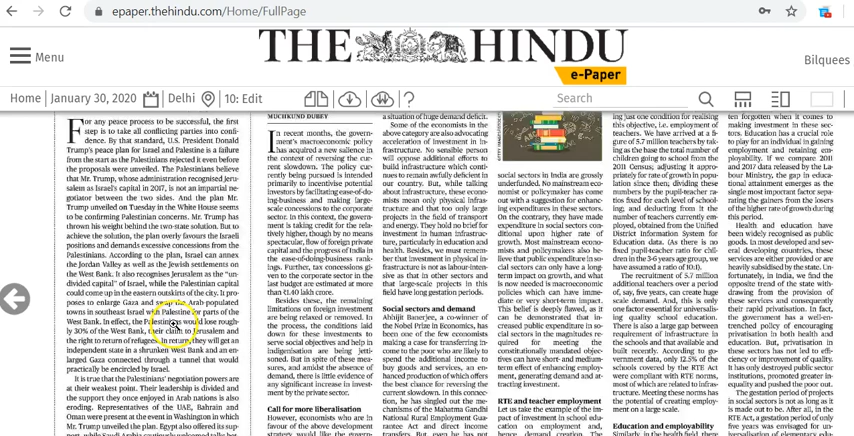 epaper.thehindu.com/Home/FullPage
Menu
THE HINDU
e-Paper
Bilquees
Home
January 30, 2020
Delhi
10: Edit
?
Search
For any peace process to be successful, the first
step is to take all conflicting parties into confi-
dence. By that standard, U.S. President Donald
Trump's peace plan for Israel and Palestine is a failure
from the start as the Palestinians rejected it even before
the proposals were unveiled. The Palestinians believe
that Mr. Trump, whose administration recognised Jeru-
salem as Israel's capital in 2017, is not an impartial ne-
gotiator between the two sides. And the plan Mr.
Trump unveiled on Tuesday in the White House seems
to be confirming Palestinian concerns. Mr. Trump has
thrown his weight behind the two-state solution. But to
achieve the solution, the plan overly favours the Israeli
positions and demands excessive concessions from the
Palestinians. According to the plan, Israel can annex
the Jordan Valley as well as the Jewish settlements on
the West Bank. It also recognises Jerusalem as the "un-
divided capital" of Israel, while the Palestinian capital
could come up in the eastern outskirts of the city. It pro-
poses to enlarge Gaza and swap Arab-populated
towns in southeast Israel with Palestine for parts of the
West Bank. In effect, the Palestinians would lose rough-
ly 30% of the West Bank, their claim to Jerusalem and
the right to return of refugees. In return, they will get an
independent state in a shrunken West Bank and an en-
larged Gaza connected through a tunnel that would
practically be encircled by Israel.
It is true that the Palestinians' negotiation powers are
at their weakest point. Their leadership is divided and
the support they once enjoyed in Arab nations is also
eroding. Representatives of the UAE, Bahrain and
Oman were present at the event in Washington in which
Mr. Trump unveiled the plan. Egypt also offered its sup-
MUCHKUND DUBEY
In recent months, the govern-
ment's macroeconomic policy
has acquired a new salience in
the context of reversing the cur-
rent slowdown. The policy cur-
rently being pursued is intended
primarily to incentivise potential
investors by facilitating ease of do-
ing-business and making large-
scale concessions to the corporate
sector. In this context, the govern-
ment is taking credit for the rela-
tively higher, though by no means
spectacular, flow of foreign private
capital and the progress of India in
the ease-of-doing-business rank-
ings. Further, tax concessions giv-
en to the corporate sector in the
last budget are estimated at more
than ₹1.40 lakh crore.
Besides these, the remaining
limitations on foreign investment
are being relaxed or removed. In
the process, the conditions laid
down for these investments to
serve social objectives and help in
indigenisation are being jetti-
soned. But in spite of these mea-
sures, and amidst the absence of
demand, there is little evidence of
any significant increase in invest-
ment by the private sector.
Call for more liberalisation
However, economists who are in
favour of the above development
strategy would like the govern-
a situation of huge demand deficit.
Some of the economists in the
above category are also advocating
acceleration of investment in in-
frastructure. No sensible person
will oppose additional efforts to
build infrastructure which conti-
nues to remain awfully deficient in
our country. But, while talking
about infrastructure, these econo-
mists mean only physical infras-
tructure and that too only large
projects in the field of transport
and energy. They hold no brief for
investment in human infrastruc-
ture, particularly in education and
health. Besides, we must remem-
ber that investment in physical in-
frastructure is not as labour-inten-
sive as that in other sectors and
that large-scale projects in this
field have long gestation periods.
Social sectors and demand
Abhijit Banerjee, a co-winner of
the Nobel Prize in Economics, has
been one of the few economists
making a case for transferring in-
come to the poor who are likely to
spend the additional income to
buy goods and services, an en-
hanced production of which offers
the best chance for reversing the
current slowdown. In this connec-
tion, he has singled out the me-
chanisms of the Mahatma Gandhi
National Rural Employment Guar-
antee Act and direct income
transfers. But, even he has not
social sectors in India are grossly
underfunded. No mainstream eco-
nomist or policymaker has come
out with a suggestion for enhanc-
ing expenditures in these sectors.
On the contrary, they have made
expenditure in social sectors con-
ditional upon higher rate of
growth. Most mainstream econo-
mists and policymakers also be-
lieve that public expenditure in so-
cial sectors can only have a long-
term impact on growth, and what
is now needed is macroeconomic
policies which can have imme-
diate or very short-term impact.
This belief is deeply flawed, as it
can be demonstrated that in-
creased public expenditure in so-
cial sectors in the magnitudes re-
quired for meeting the
constitutionally mandated objec-
tives can have short- and medium-
term effect of enhancing employ-
ment, generating demand and at-
tracting investment.
RTE and teacher employment
Let us take the example of the im-
pact of investment in school edu-
cation on employment and,
hence, demand creation. The
ing just one condition for realising
this objective, i.e. employment of
teachers. We have arrived at a fi-
gure of 5.7 million teachers by tak-
ing as the base the total number of
children going to school from the
2011 Census; adjusting it appro-
priately for rate of growth in popu-
lation since then; dividing these
numbers by the pupil-teacher ra-
tios fixed for each level of school-
ing, and deducting from it the
number of teachers currently em-
ployed, obtained from the Unified
District Information System for
Education data. (As there is no
fixed pupil-teacher ratio for chil-
dren in the 3-6 years age group, we
have assumed a ratio of 10:1).
The recruitment of 5.7 million
additional teachers over a period
of, say, five years, can create huge
scale demand. And, this is only
one factor essential for universalis-
ing quality school education.
There is a large gap between
requirement of infrastructure in
the schools and that available and
built recently. According to go-
vernment data, only 12.5% of the
schools covered by the RTE Act
were compliant with RTE norms,
most of which are related to infras-
tructure. Meeting these norms has
the potential of creating employ-
ment on a large scale.
Education and employability
Similarly, in the health field, there
ten forgotten when it comes to
making investment in these sec-
tors. Education has a crucial role
to play for an individual in gaining
employment and retaining em-
ployability. If we compare 2011
and 2017 data released by the La-
bour Ministry, the gap in educa-
tional attainment emerges as the
single most important factor sepa-
rating the gainers from the losers
of the higher rate of growth during
this period.
Health and education have
been widely recognised as public
goods. In most developed and se-
veral developing countries, these
services are either provided or are
heavily subsidised by the state. Un-
fortunately, in India, we find the
opposite trend of the state with-
drawing from the provision of
these services and consequently
their rapid privatisation. In fact,
the government has a well-en-
trenched policy of encouraging
privatisation in both health and
education. But, privatisation in
these sectors has not led to effi-
ciency or improvement of quality.
It has only destroyed public sector
institutions, promoted greater in-
equality and pushed the poor out.
The gestation period of projects
in social sectors is not as long as it
is made out to be. After all, in the
RTE Act, a gestation period of only
five years was envisaged for un-